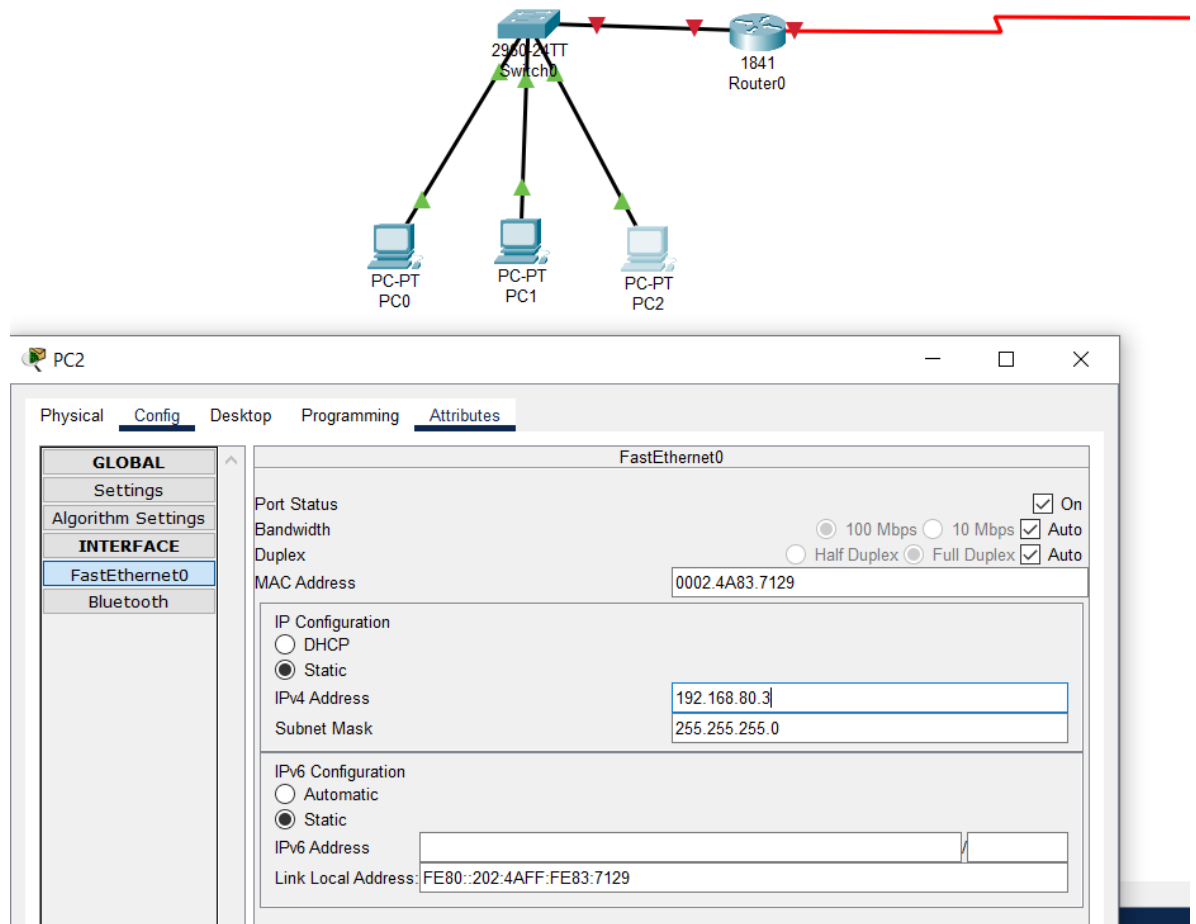 2950-24TT
Switch0
1841
Router0
PC-PT
PC0
PC-PT
PC1
PC-PT
PC2
PC2
Physical Config Desktop Programming Attributes
GLOBAL
Settings
Algorithm Settings
INTERFACE
FastEthernet0
Bluetooth
FastEthernet0
Port Status On
Bandwidth 100 Mbps 10 Mbps Auto
Duplex Half Duplex Full Duplex Auto
MAC Address 0002.4A83.7129
IP Configuration
DHCP
Static
IPv4 Address 192.168.80.3
Subnet Mask 255.255.255.0
IPv6 Configuration
Automatic
Static
IPv6 Address /
Link Local Address: FE80::202:4AFF:FE83:7129